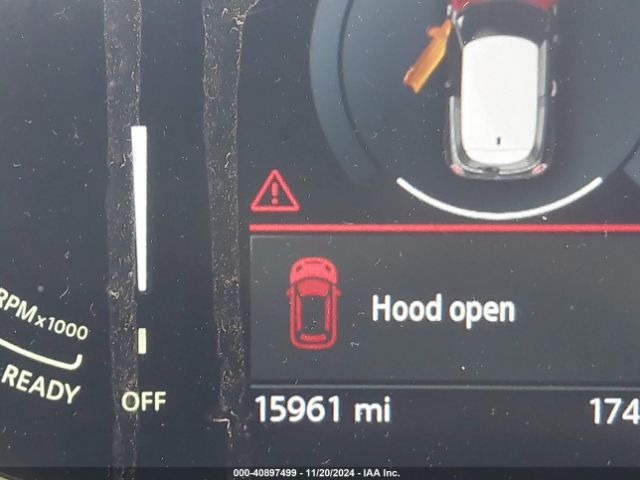 Hood open
RPMx1000
READY
OFF
15961 mi
174
000-40897499 - 11/20/2024 - IAA Inc.